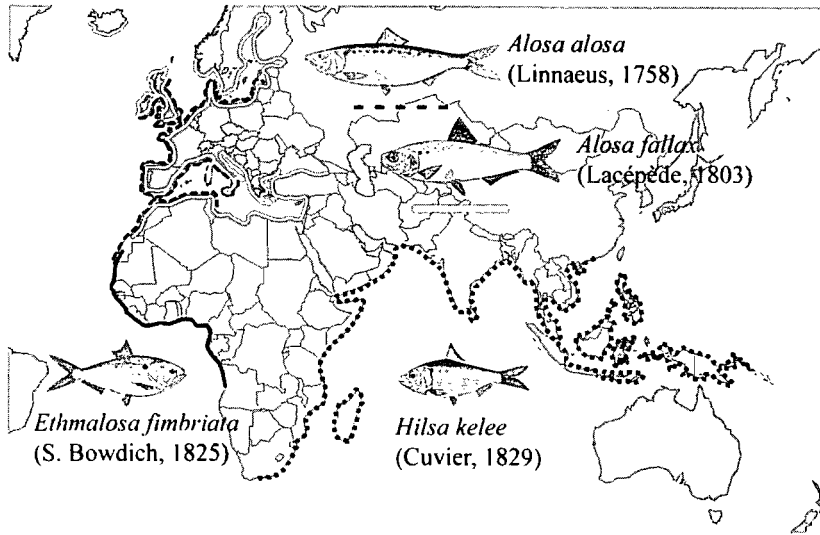 Alosa alosa
(Linnaeus, 1758)
Alosa fallax
(Lacépède, 1803)
Ethmalosa fimbriata
(S. Bowdich, 1825)
Hilsa kelee
(Cuvier, 1829)